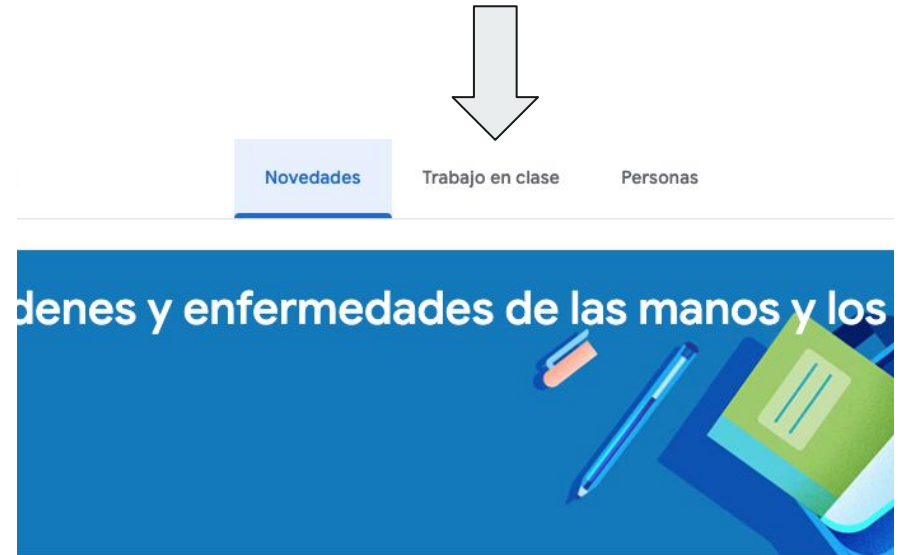 Novedades Trabajo en clase Personas
denes y enfermedades de las manos y los